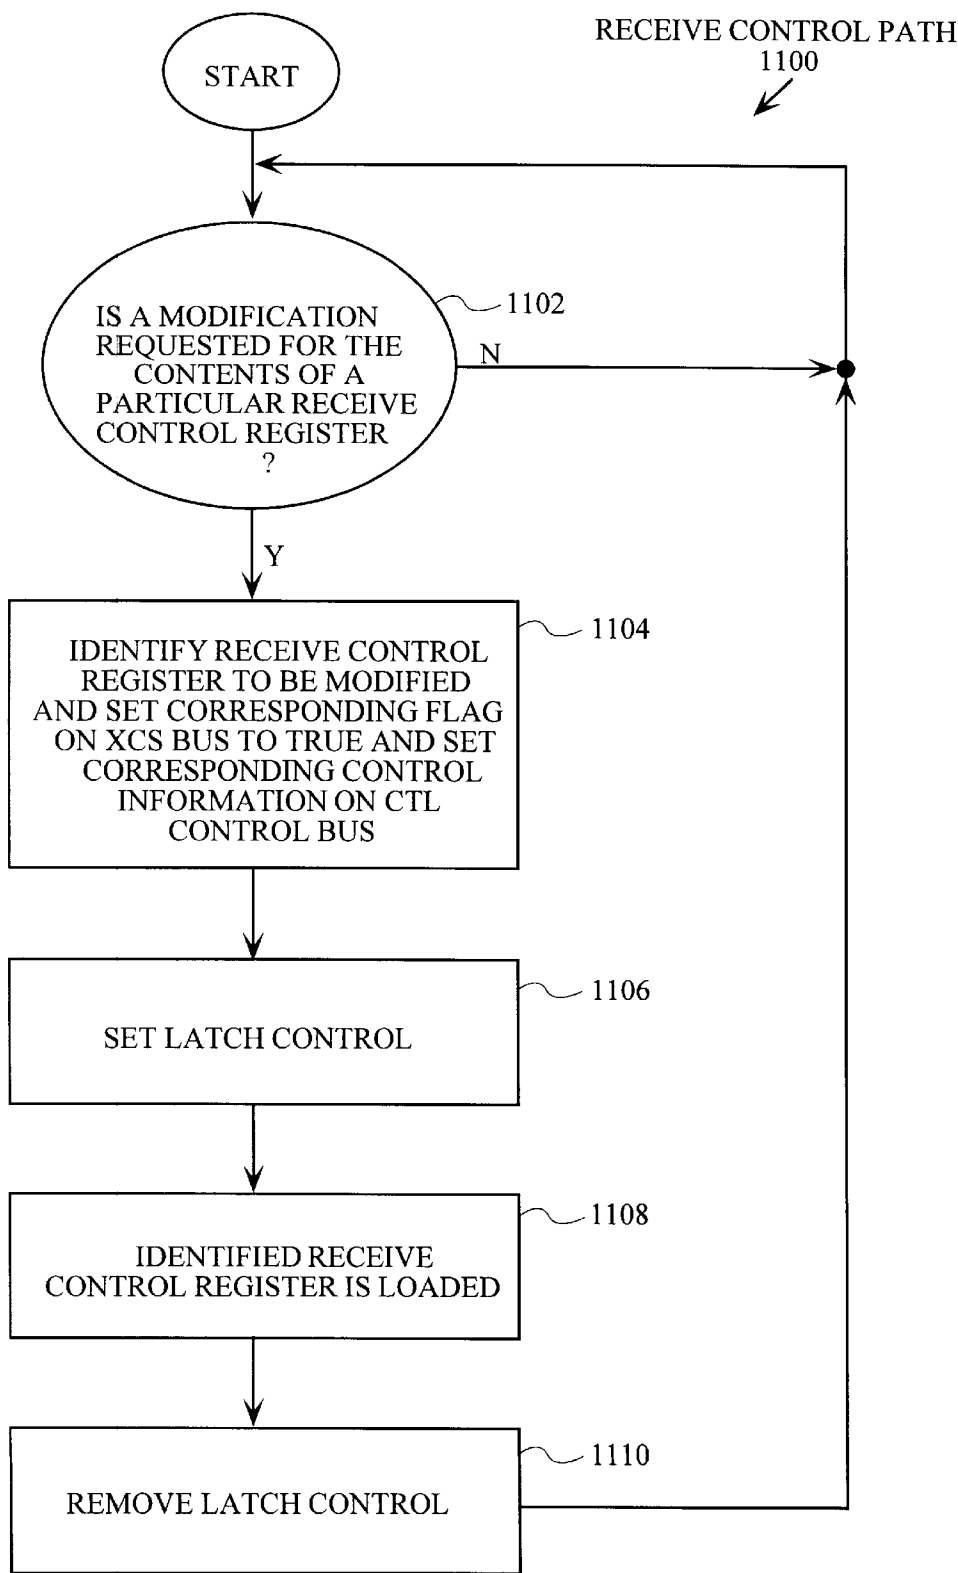 RECEIVE CONTROL PATH
1100
START
1102
IS A MODIFICATION
REQUESTED FOR THE
CONTENTS OF A
PARTICULAR RECEIVE
CONTROL REGISTER
?
N
Y
1104
IDENTIFY RECEIVE CONTROL
REGISTER TO BE MODIFIED
AND SET CORRESPONDING FLAG
ON XCS BUS TO TRUE AND SET
CORRESPONDING CONTROL
INFORMATION ON CTL
CONTROL BUS
1106
SET LATCH CONTROL
1108
IDENTIFIED RECEIVE
CONTROL REGISTER IS LOADED
1110
REMOVE LATCH CONTROL